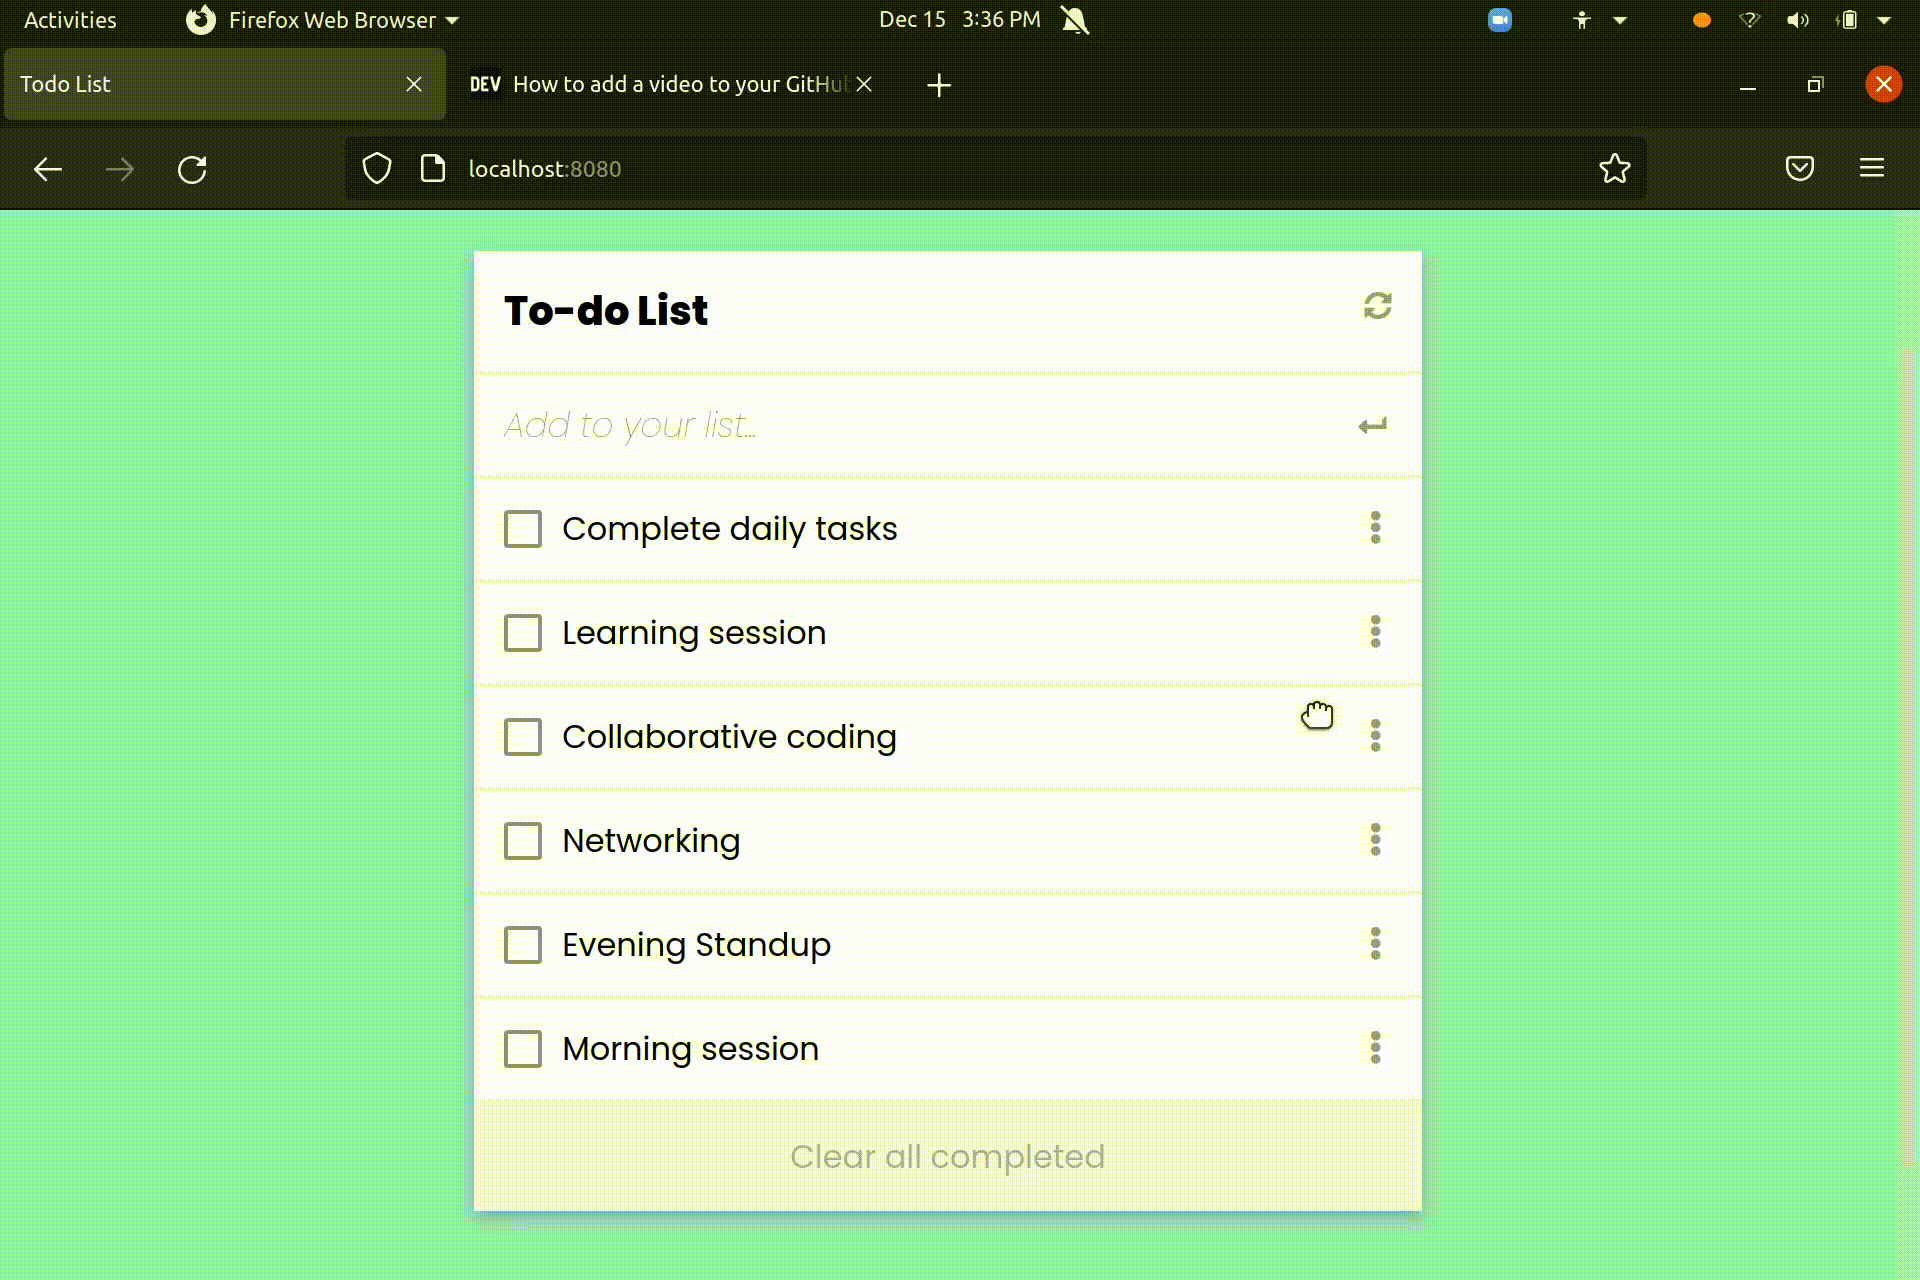 Activities
Firefox Web Browser
Dec 15 3:36 PM
Todo List
DEV How to add a video to your GitHub
localhost:8080
To-do List
Add to your list...
Complete daily tasks
Learning session
Collaborative coding
Networking
Evening Standup
Morning session
Clear all completed